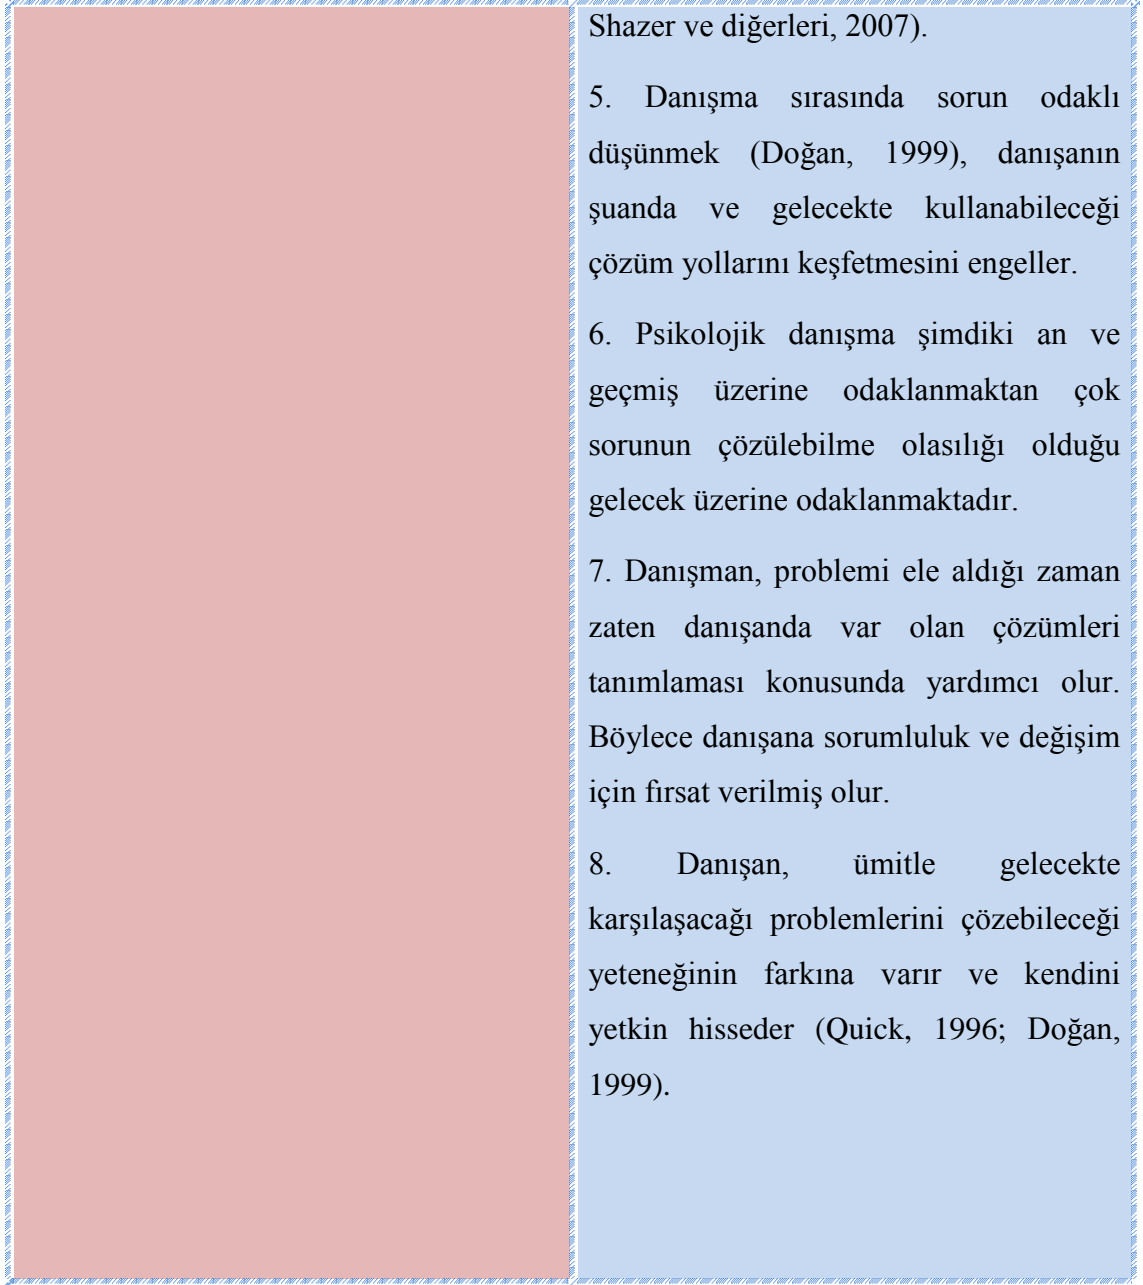 Shazer ve diğerleri, 2007).
5. Danışma sırasında sorun odaklı
düşünmek (Doğan, 1999), danışanın
şuanda ve gelecekte kullanabileceği
çözüm yollarını keşfetmesini engeller.
6. Psikolojik danışma şimdiki an ve
geçmiş üzerine odaklanmaktan çok
sorunun çözülebilme olasılığı olduğu
gelecek üzerine odaklanmaktadır.
7. Danışman, problemi ele aldığı zaman
zaten danışanda var olan çözümleri
tanımlaması konusunda yardımcı olur.
Böylece danışana sorumluluk ve değişim
için fırsat verilmiş olur.
8. Danışan, ümitle gelecekte
karşılaşacağı problemlerini çözebileceği
yeteneğinin farkına varır ve kendini
yetkin hisseder (Quick, 1996; Doğan,
1999).